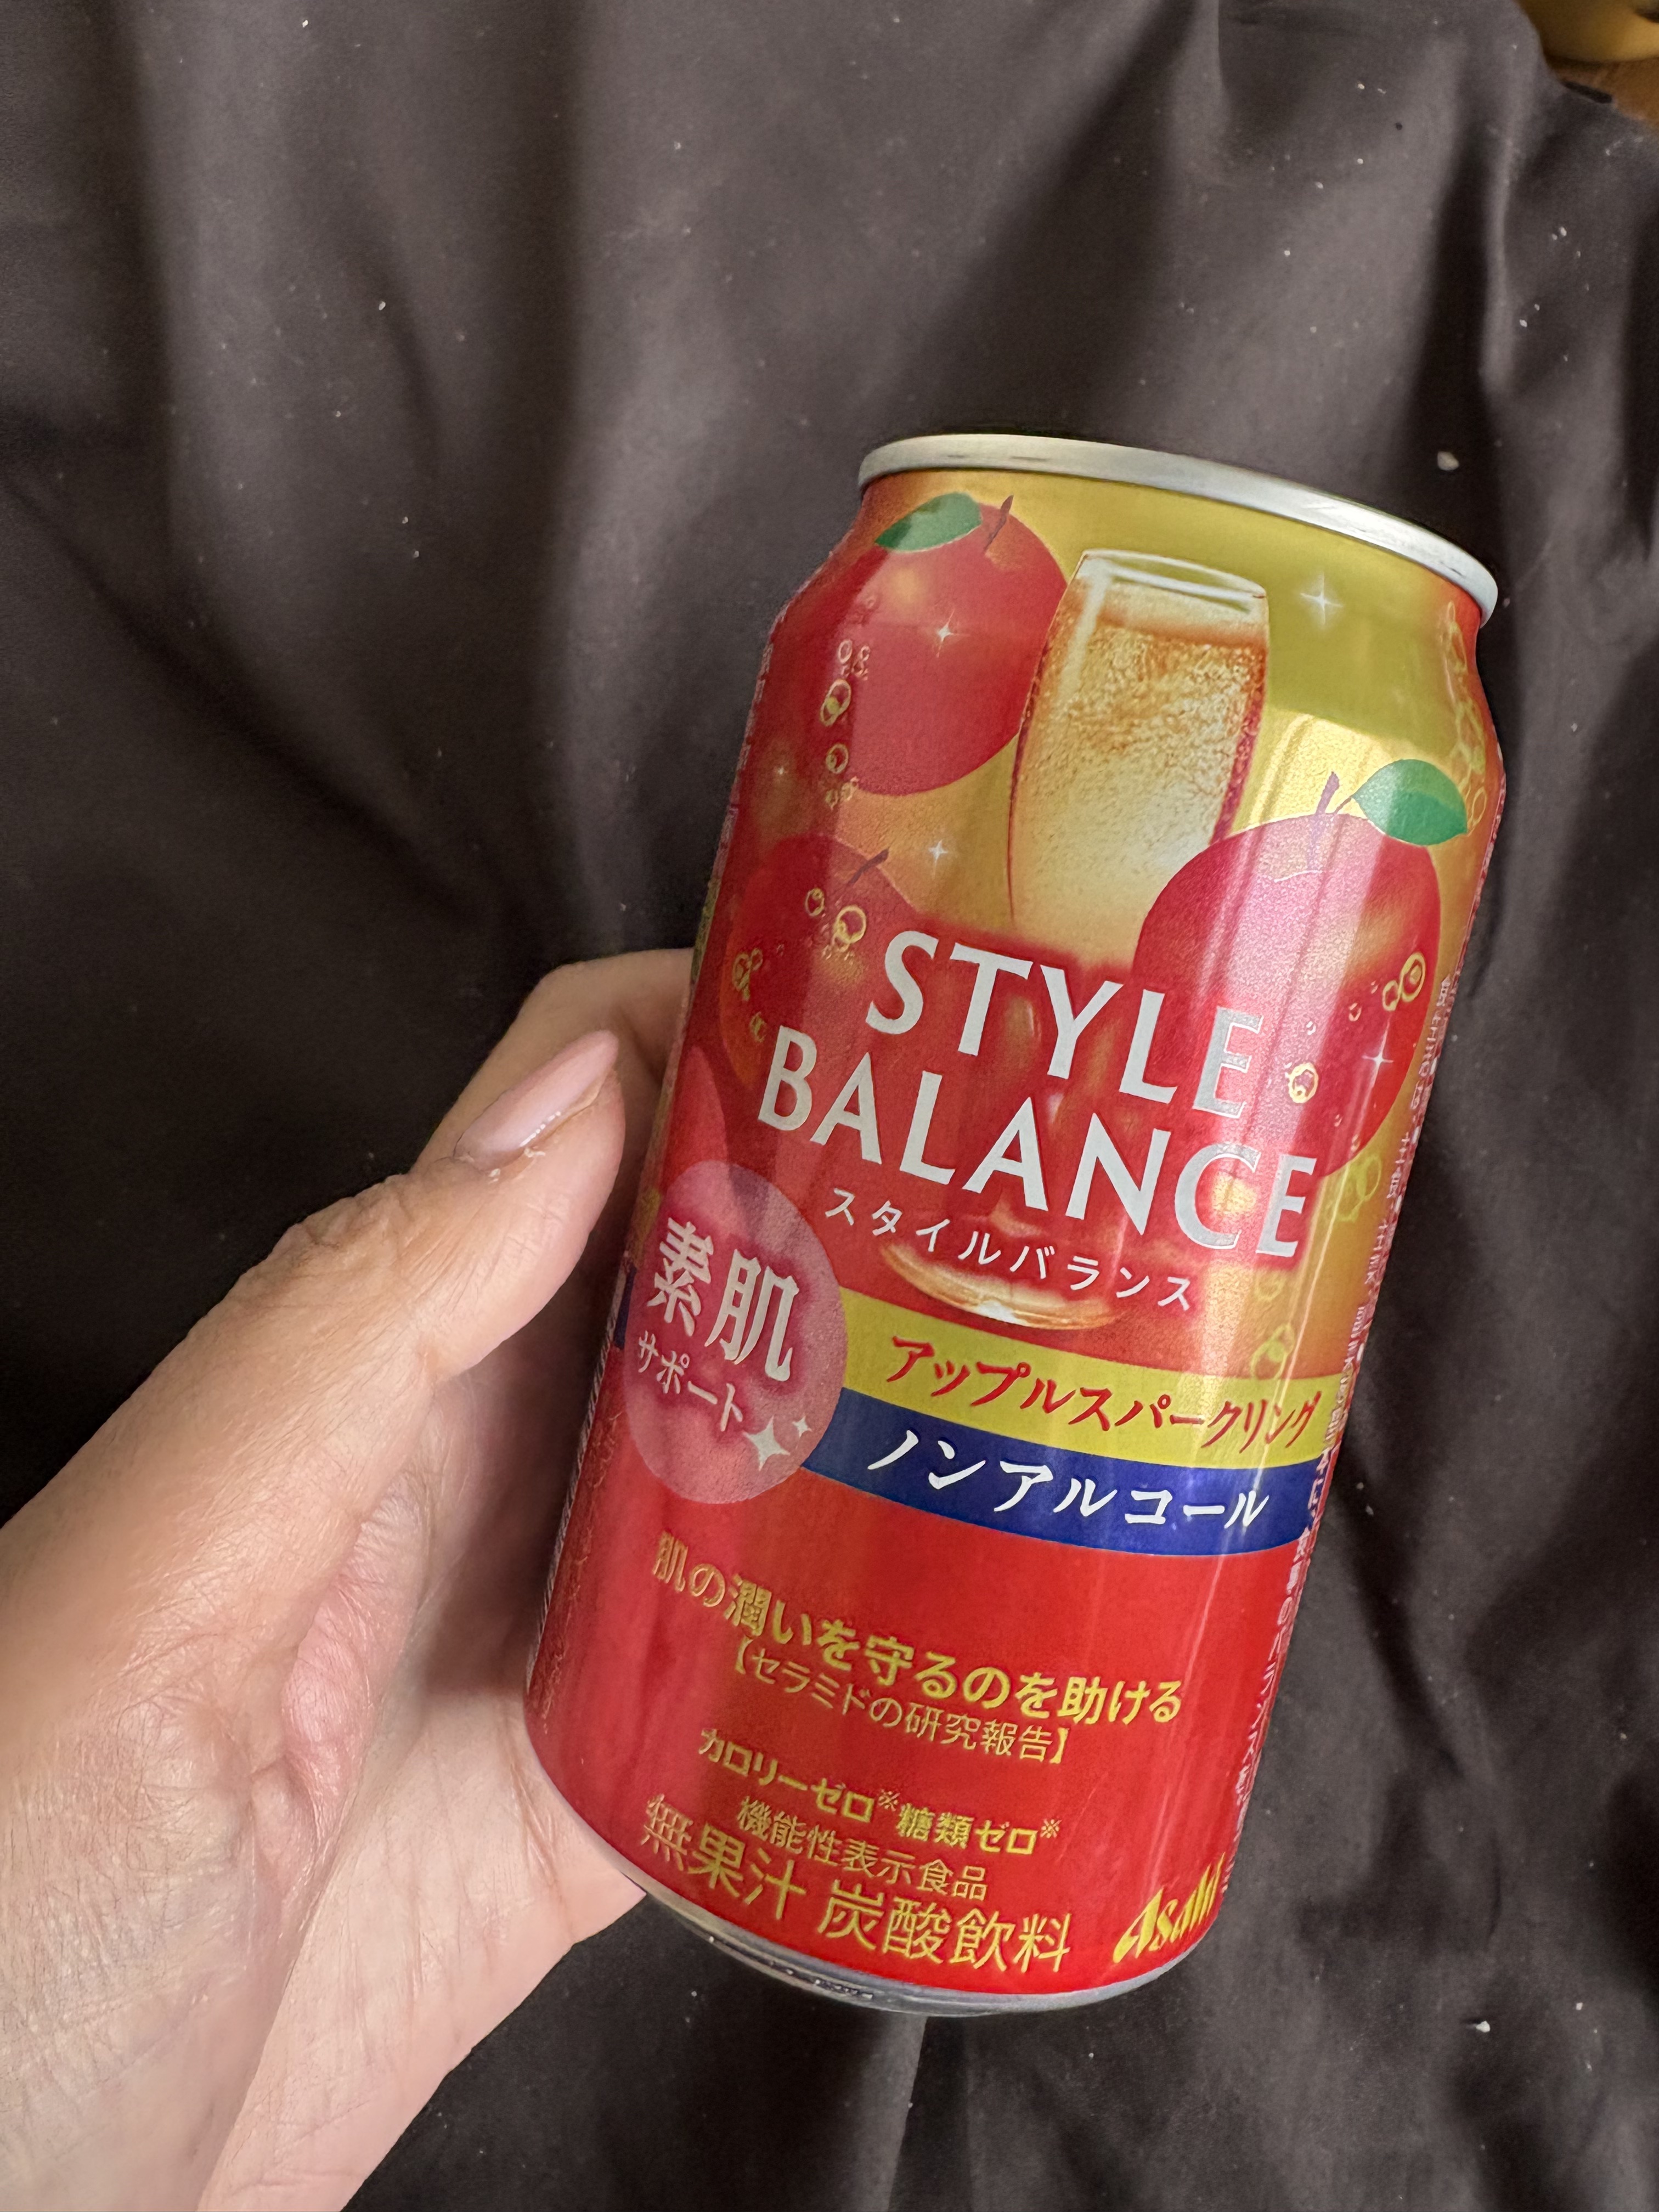 STYLE
BALANCE
スタイルバランス
素肌
サポート
アップルスパークリング
ノンアルコール
肌の潤いを守るのを助ける
【セラミドの研究報告】
カロリーゼロ※糖類ゼロ※
機能性表示食品
無果汁 炭酸飲料
Asahi